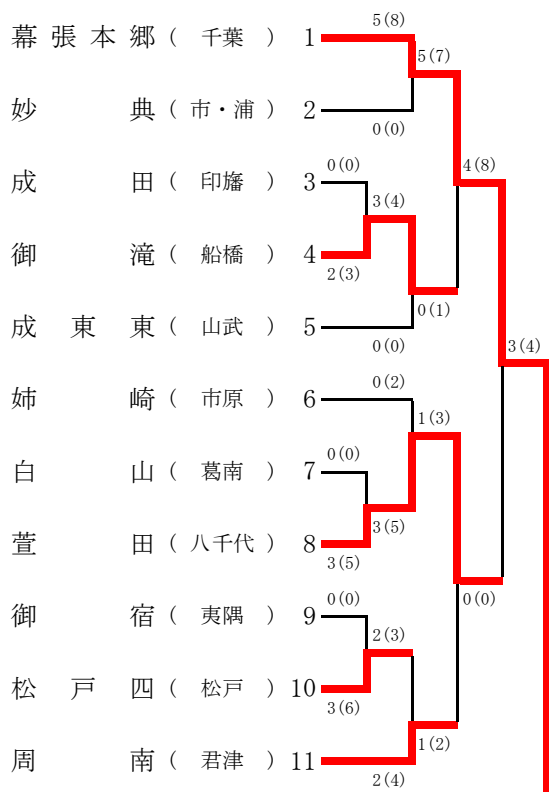 幕張本郷 ( 千葉 ) 1
5(8)
5(7)
妙典 ( 市・浦 ) 2
0(0)
成田 ( 印旛 ) 3
0(0)
4(8)
3(4)
御滝 ( 船橋 ) 4
2(3)
0(1)
成東東 ( 山武 ) 5
0(0)
3(4)
姉崎 ( 市原 ) 6
0(2)
1(3)
白山 ( 葛南 ) 7
0(0)
3(5)
萱田 ( 八千代 ) 8
3(5)
0(0)
御宿 ( 夷隅 ) 9
0(0)
2(3)
松戸四 ( 松戸 ) 10
3(6)
1(2)
周南 ( 君津 ) 11
2(4)